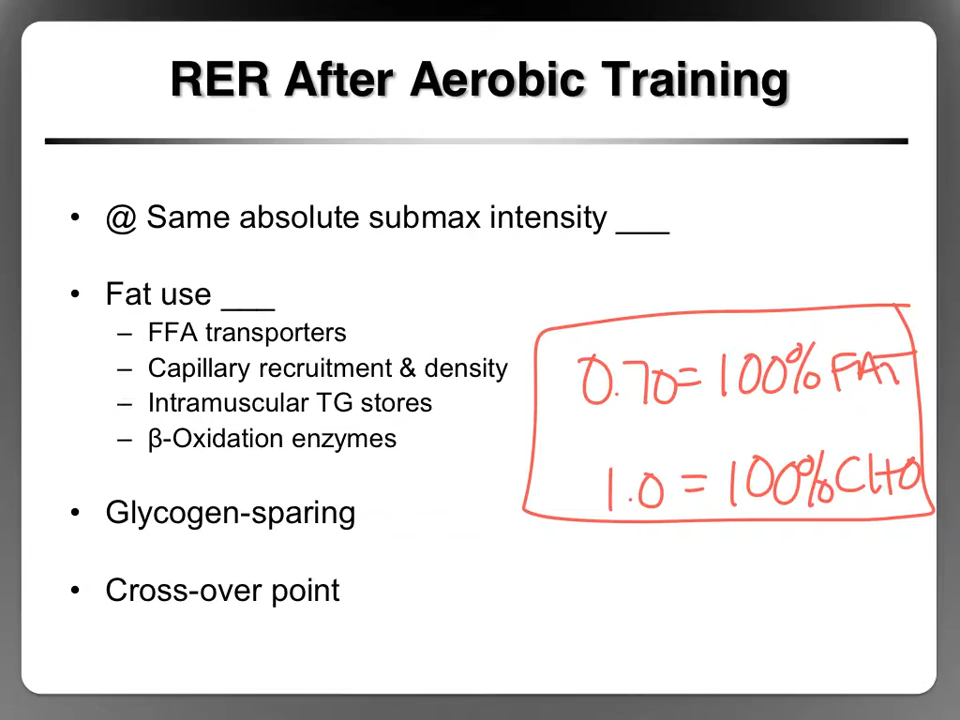 RER After Aerobic Training
• @ Same absolute submax intensity ___
• Fat use ___
– FFA transporters
– Capillary recruitment & density
– Intramuscular TG stores
– β-Oxidation enzymes
• Glycogen-sparing
• Cross-over point
0.70= 100% FAT
1.0 = 100% CHO